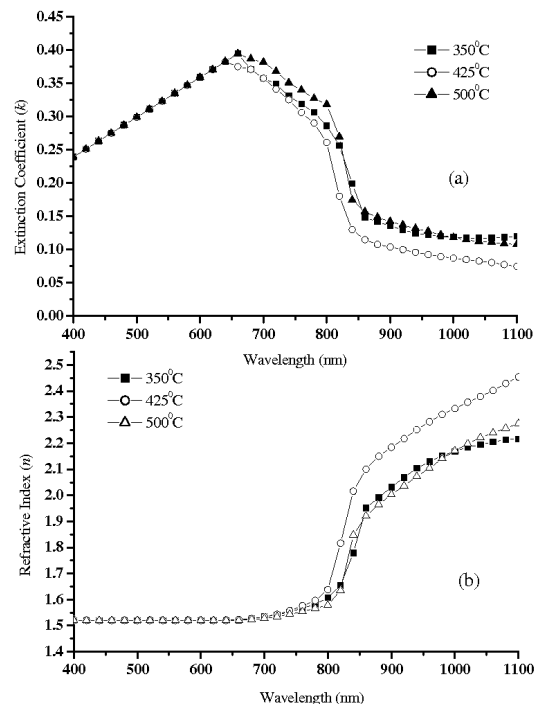 0.45
0.40
0.35
0.30
0.25
0.20
0.15
0.10
0.05
0.00
Extinction Coefficient (k)
350⁰C
425⁰C
500⁰C
(a)
400 500 600 700 800 900 1000 1100
Wavelength (nm)
2.5
2.4
2.3
2.2
2.1
2.0
1.9
1.8
1.7
1.6
1.5
1.4
Refractive Index (n)
350⁰C
425⁰C
500⁰C
(b)
400 500 600 700 800 900 1000 1100
Wavelength (nm)